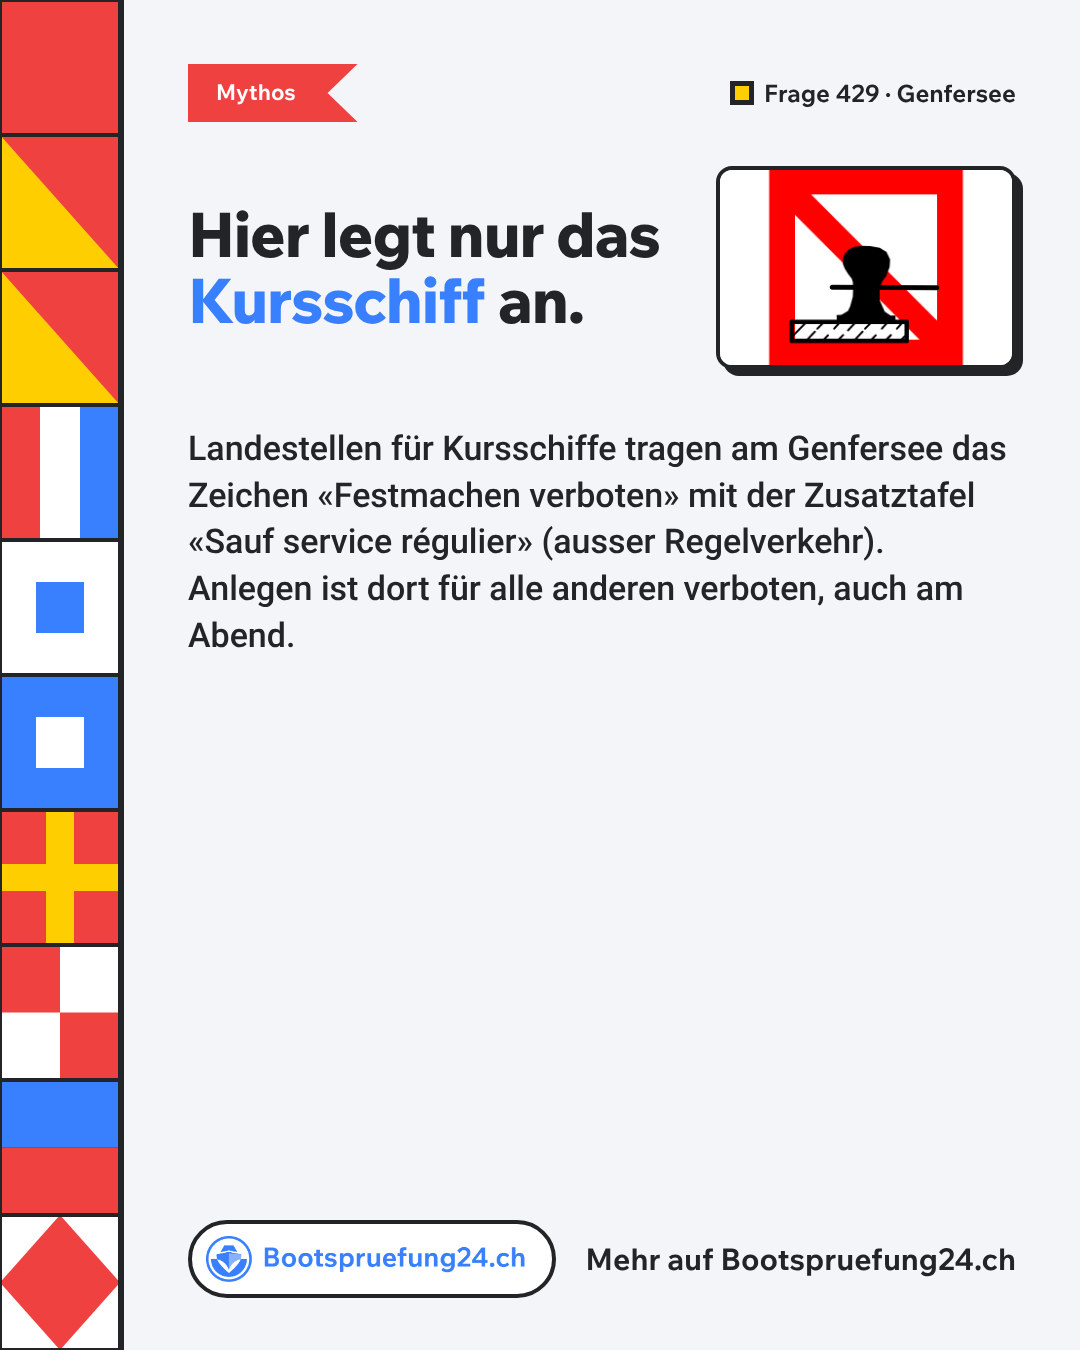 Mythos
Frage 429 · Genfersee
Hier legt nur das
Kursschiff an.
Landestellen für Kursschiffe tragen am Genfersee das
Zeichen «Festmachen verboten» mit der Zusatztafel
«Sauf service régulier» (ausser Regelverkehr).
Anlegen ist dort für alle anderen verboten, auch am
Abend.
Bootspruefung24.ch
Mehr auf Bootspruefung24.ch